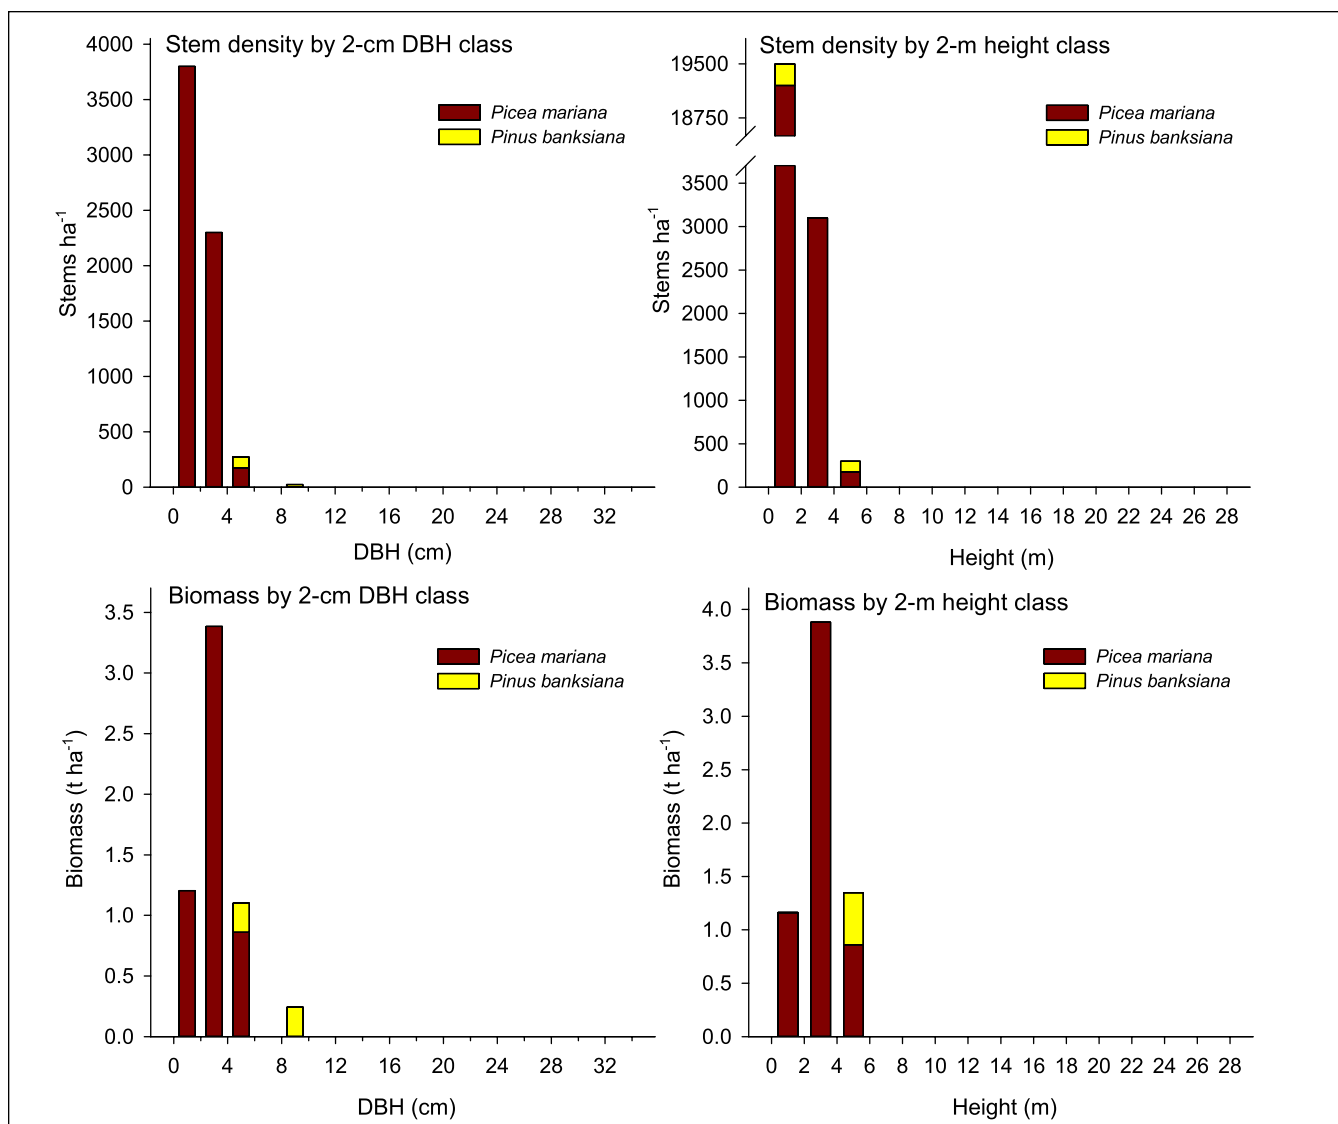 Stem density by 2-cm DBH class
Picea mariana
Pinus banksiana
Stems ha-1
4000
3500
3000
2500
2000
1500
1000
500
0
0 4 8 12 16 20 24 28 32
DBH (cm)
Stem density by 2-m height class
Picea mariana
Pinus banksiana
Stems ha-1
19500
18750
3500
3000
2500
2000
1500
1000
500
0
0 2 4 6 8 10 12 14 16 18 20 22 24 26 28
Height (m)
Biomass by 2-cm DBH class
Picea mariana
Pinus banksiana
Biomass (t ha-1)
3.5
3.0
2.5
2.0
1.5
1.0
0.5
0.0
0 4 8 12 16 20 24 28 32
DBH (cm)
Biomass by 2-m height class
Picea mariana
Pinus banksiana
Biomass (t ha-1)
4.0
3.5
3.0
2.5
2.0
1.5
1.0
0.5
0.0
0 2 4 6 8 10 12 14 16 18 20 22 24 26 28
Height (m)